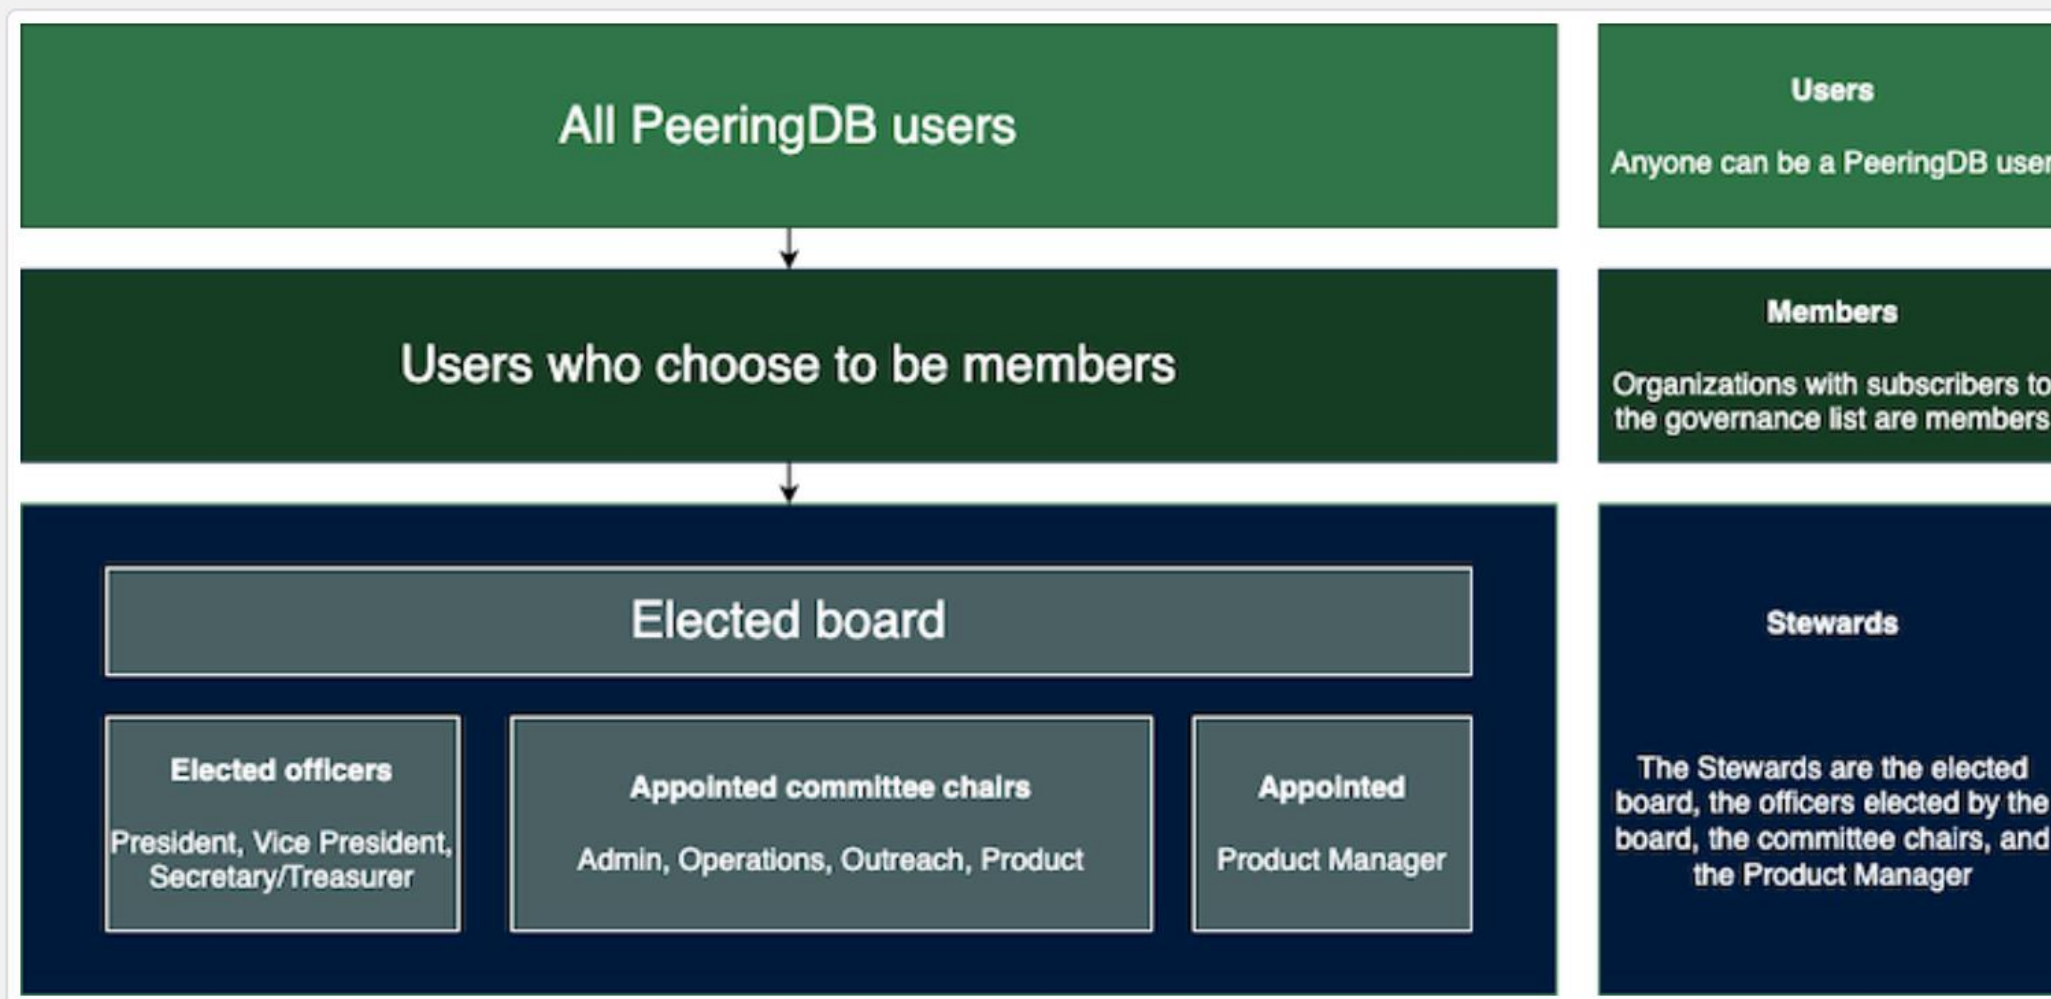 All PeeringDB users
Users
Anyone can be a PeeringDB user
Users who choose to be members
Members
Organizations with subscribers to
the governance list are members
Elected board
Elected officers
President, Vice President,
Secretary/Treasurer
Appointed committee chairs
Admin, Operations, Outreach, Product
Appointed
Product Manager
Stewards
The Stewards are the elected
board, the officers elected by the
board, the committee chairs, and
the Product Manager